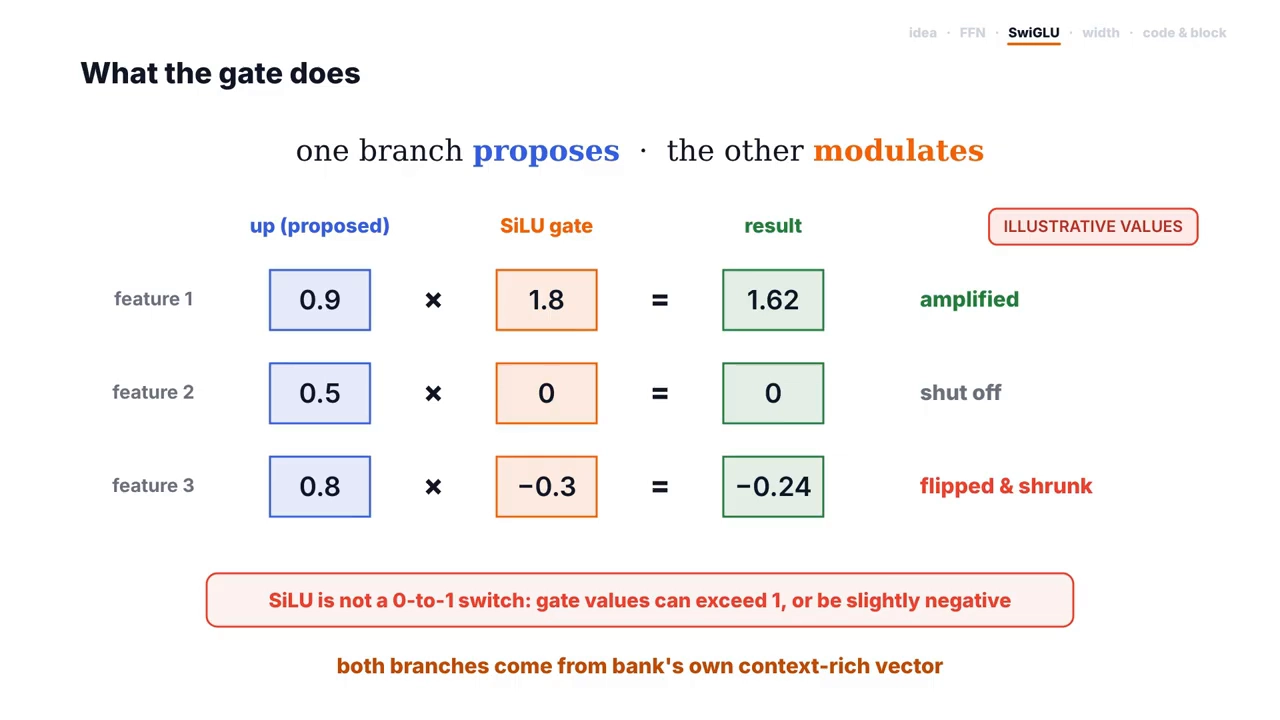 idea · FFN · SwiGLU · width · code & block
What the gate does
one branch proposes · the other modulates
up (proposed) SiLU gate result ILLUSTRATIVE VALUES
feature 1 0.9 × 1.8 = 1.62 amplified
feature 2 0.5 × 0 = 0 shut off
feature 3 0.8 × −0.3 = −0.24 flipped & shrunk
SiLU is not a 0-to-1 switch: gate values can exceed 1, or be slightly negative
both branches come from bank's own context-rich vector